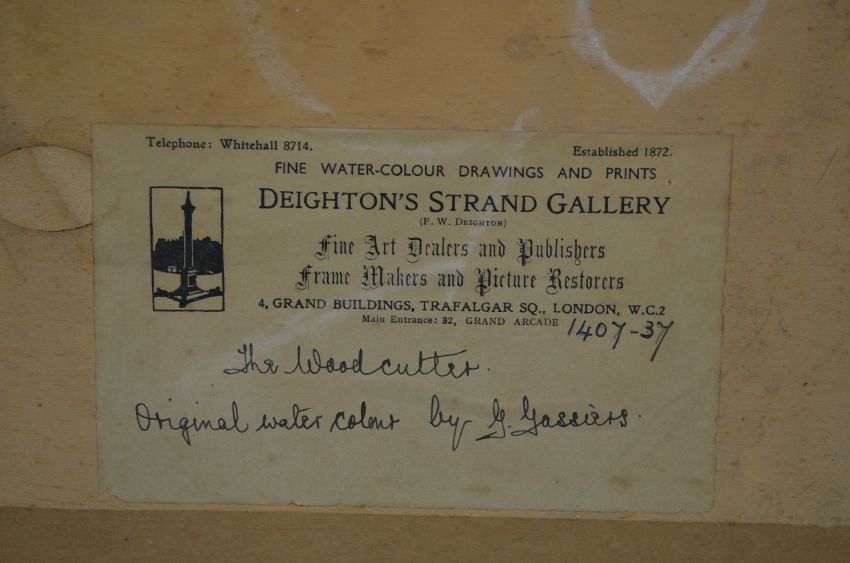 Telephone: Whitehall 8714.
Established 1872.
FINE WATER-COLOUR DRAWINGS AND PRINTS
DEIGHTON'S STRAND GALLERY
(F. W. DEIGHTON)
Fine Art Dealers and Publishers
Frame Makers and Picture Restorers
4, GRAND BUILDINGS, TRAFALGAR SQ., LONDON, W.C.2
Main Entrance: 32, GRAND ARCADE
1407-37
The Woodcutter.
Original water colour by G. Gassiers.